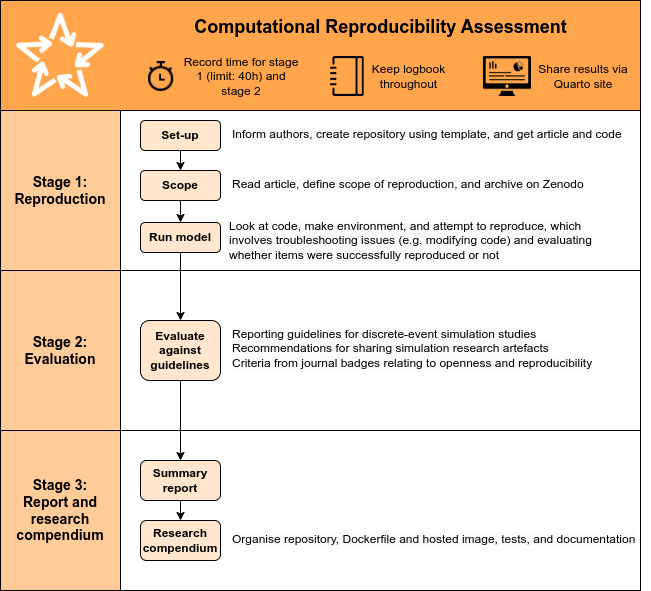 Computational Reproducibility Assessment
Record time for stage
1 (limit: 40h) and
stage 2
Keep logbook
throughout
Share results via
Quarto site
Stage 1:
Reproduction
Set-up
Inform authors, create repository using template, and get article and code
Scope
Read article, define scope of reproduction, and archive on Zenodo
Run model
Look at code, make environment, and attempt to reproduce, which
involves troubleshooting issues (e.g. modifying code) and evaluating
whether items were successfully reproduced or not
Stage 2:
Evaluation
Evaluate
against
guidelines
Reporting guidelines for discrete-event simulation studies
Recommendations for sharing simulation research artefacts
Criteria from journal badges relating to openness and reproducibility
Stage 3:
Report and
research
compendium
Summary
report
Research
compendium
Organise repository, Dockerfile and hosted image, tests, and documentation